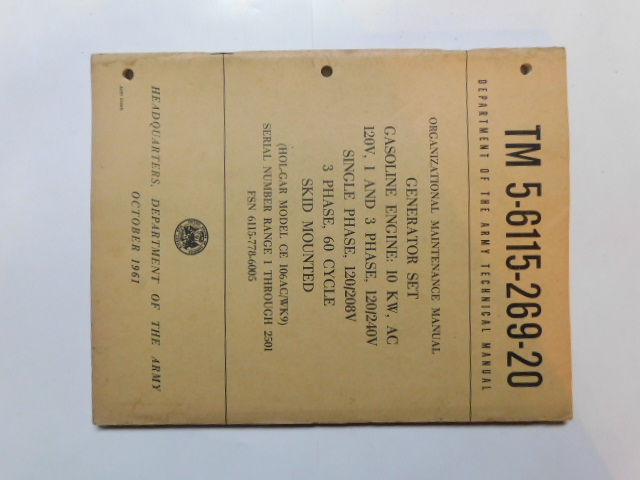 TM 5-6115-269-20
DEPARTMENT OF THE ARMY TECHNICAL MANUAL
ORGANIZATIONAL MAINTENANCE MANUAL
GENERATOR SET
GASOLINE ENGINE: 10 KW, AC
120V, 1 AND 3 PHASE, 120/240V
SINGLE PHASE, 120/208V
3 PHASE, 60 CYCLE
SKID MOUNTED
(HOL-GAR MODEL CE 106AC/WK9)
SERIAL NUMBER RANGE 1 THROUGH 2501
FSN 6115-778-6005
HEADQUARTERS, DEPARTMENT OF THE ARMY
OCTOBER 1961